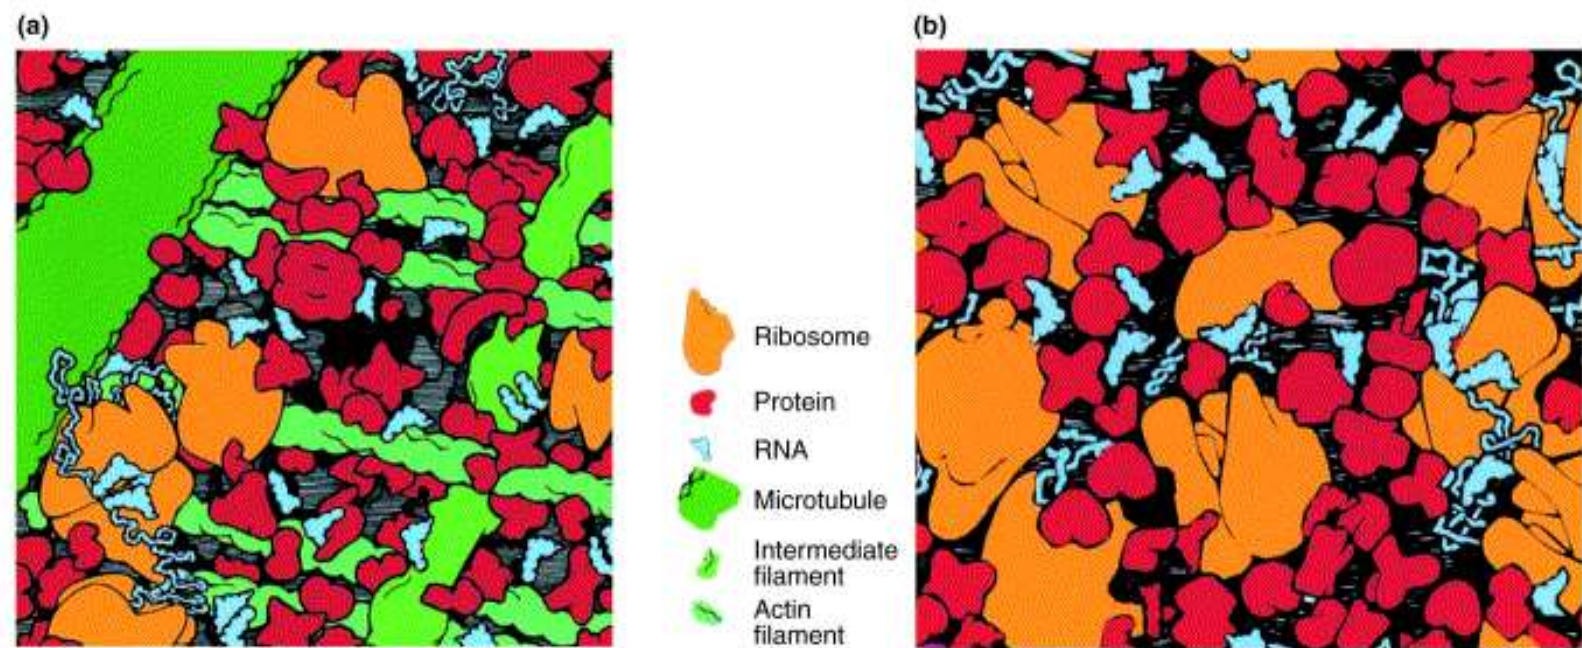 (a)
(b)
Ribosome
Protein
RNA
Microtubule
Intermediate
filament
Actin
filament